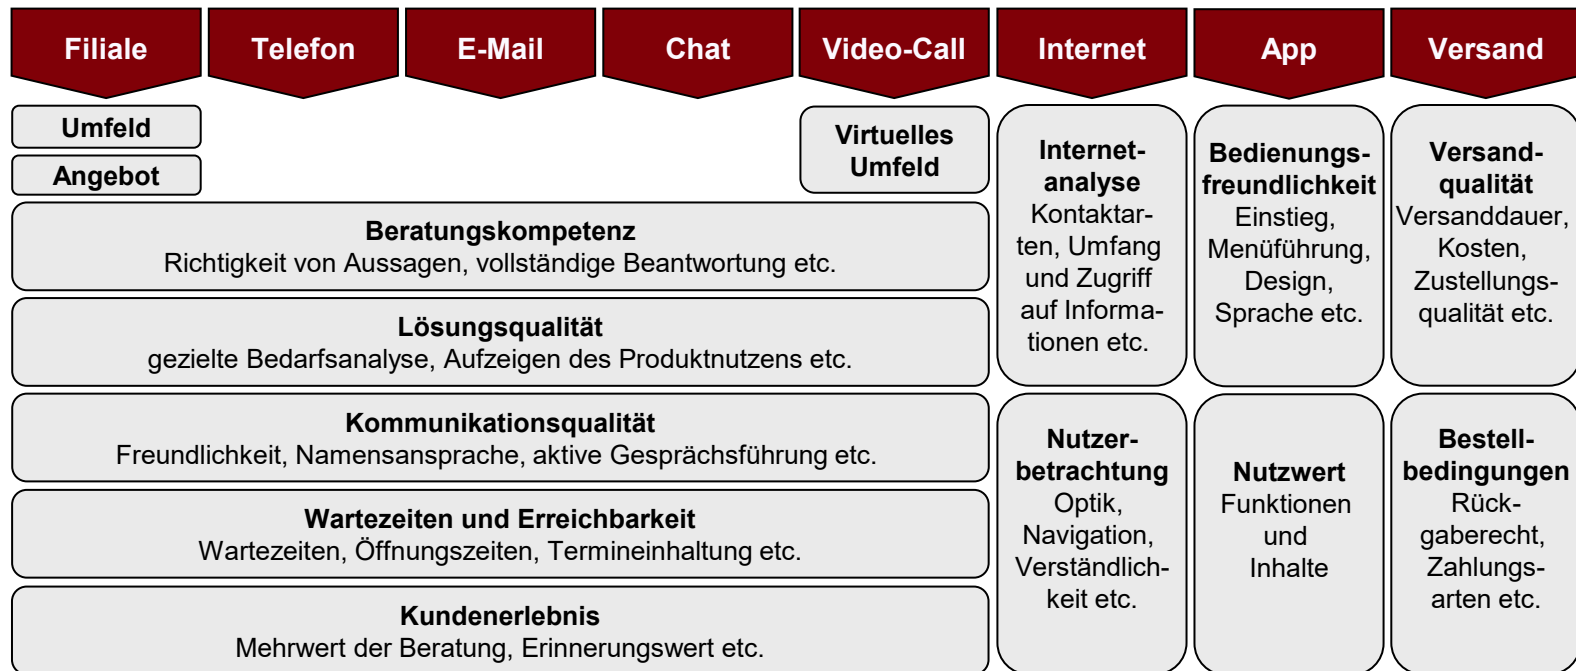 Filiale
Telefon
E-Mail
Chat
Video-Call
Internet
App
Versand
Umfeld
Angebot
Virtuelles
Umfeld
Beratungskompetenz
Richtigkeit von Aussagen, vollständige Beantwortung etc.
Lösungsqualität
gezielte Bedarfsanalyse, Aufzeigen des Produktnutzens etc.
Kommunikationsqualität
Freundlichkeit, Namensansprache, aktive Gesprächsführung etc.
Wartezeiten und Erreichbarkeit
Wartezeiten, Öffnungszeiten, Termineinhaltung etc.
Kundenerlebnis
Mehrwert der Beratung, Erinnerungswert etc.
Internet-
analyse
Kontaktar-
ten, Umfang
und Zugriff
auf Informa-
tionen etc.
Nutzer-
betrachtung
Optik,
Navigation,
Verständlich-
keit etc.
Bedienungs-
freundlichkeit
Einstieg,
Menüführung,
Design,
Sprache etc.
Nutzwert
Funktionen
und
Inhalte
Versand-
qualität
Versanddauer,
Kosten,
Zustellungs-
qualität etc.
Bestell-
bedingungen
Rück-
gaberecht,
Zahlungs-
arten etc.